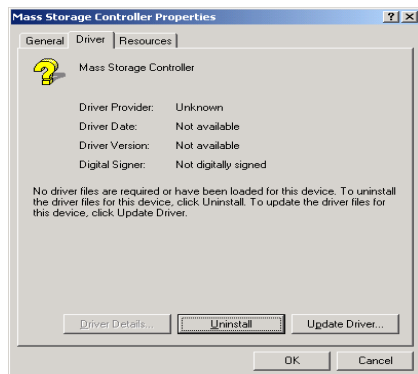 Mass Storage Controller Properties
General Driver Resources
Mass Storage Controller
Driver Provider: Unknown
Driver Date: Not available
Driver Version: Not available
Digital Signer: Not digitally signed
No driver files are required or have been loaded for this device. To uninstall
the driver files for this device, click Uninstall. To update the driver files for
this device, click Update Driver.
Driver Details... Uninstall Update Driver...
OK Cancel